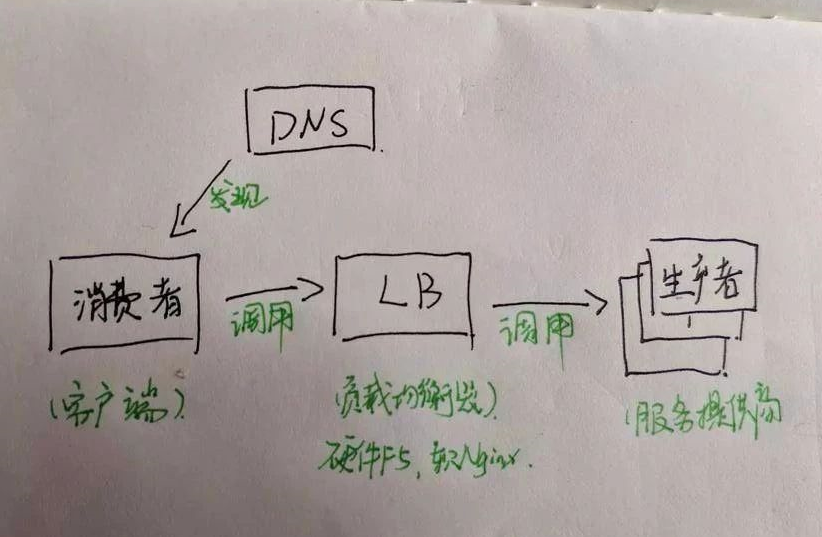 DNS
发现
消费者
调用
LB
调用
生产者
(客户端)
(负载均衡器)
硬件F5,软Nginx.
(服务提供商